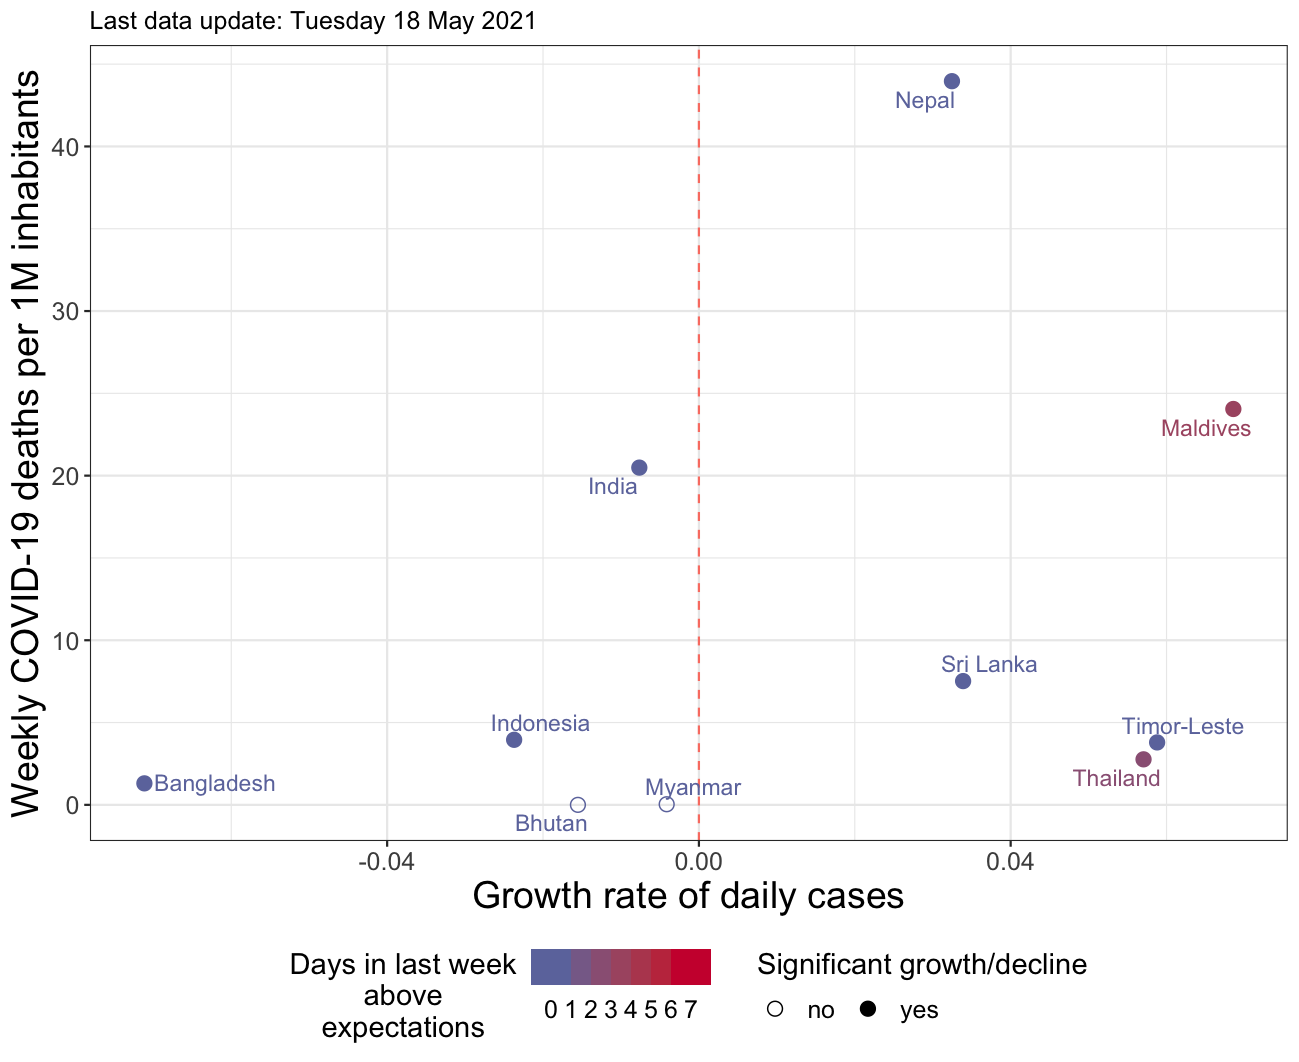 Last data update: Tuesday 18 May 2021
Weekly COVID-19 deaths per 1M inhabitants
40
30
20
10
0
Nepal
Maldives
India
Sri Lanka
Indonesia
Timor-Leste
Thailand
Bangladesh
Myanmar
Bhutan
-0.04 0.00 0.04
Growth rate of daily cases
Days in last week
above
expectations
0 1 2 3 4 5 6 7
Significant growth/decline
no yes